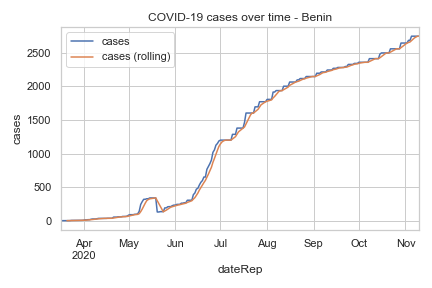 COVID-19 cases over time - Benin
cases
cases (rolling)
2500
2000
1500
1000
500
0
cases
Apr
2020
May
Jun
Jul
Aug
Sep
Oct
Nov
dateRep